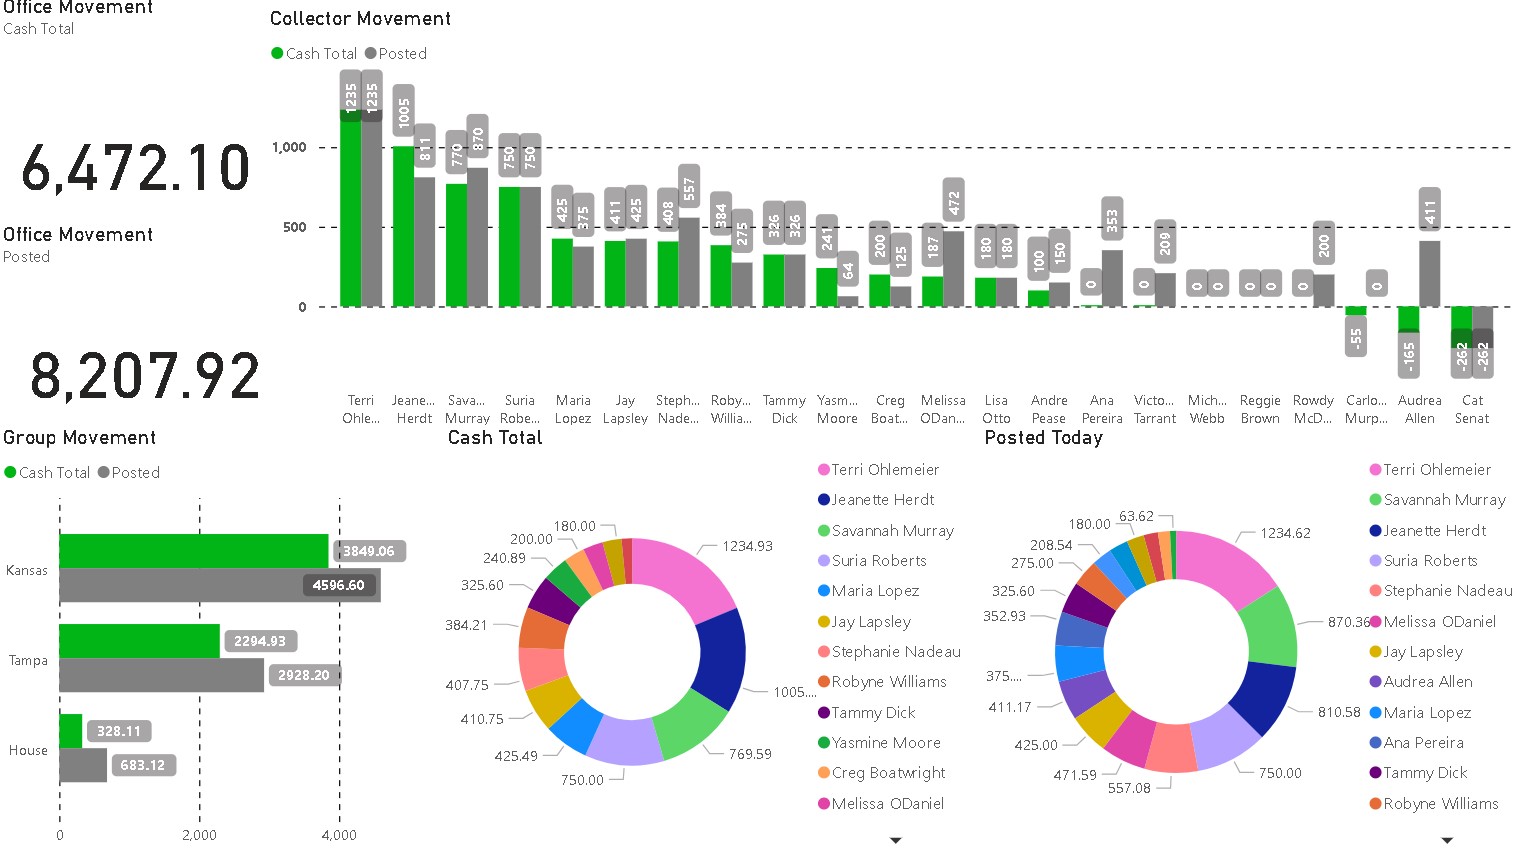 Office Movement
Cash Total
6,472.10
Office Movement
Posted
8,207.92
Collector Movement
Cash Total Posted
1,000
500
0
1235 1235 1005 811 770 870 750 750 425 375 411 425 408 557 384 275 326 326 241 64 200 125 187 472 180 180 100 150 0 353 0 209 0 0 0 0 0 200 -55 0 -165 411 -262 -262
Terri Ohle...
Jeane... Herdt
Sava... Murray
Suria Robe...
Maria Lopez
Jay Lapsley
Steph... Nade...
Roby... Willia...
Tammy Dick
Yasm... Moore
Creg Boat...
Melissa ODan...
Lisa Otto
Andre Pease
Ana Pereira
Victo... Tarrant
Mich... Webb
Reggie Brown
Rowdy McD...
Carlo... Murp...
Audrea Allen
Cat Senat
Group Movement
Cash Total Posted
Kansas
3849.06
4596.60
Tampa
2294.93
2928.20
House
328.11
683.12
0 2,000 4,000
Cash Total
1234.93
1005....
769.59
750.00
425.49
410.75
407.75
384.21
325.60
240.89
200.00
180.00
Terri Ohlemeier
Jeanette Herdt
Savannah Murray
Suria Roberts
Maria Lopez
Jay Lapsley
Stephanie Nadeau
Robyne Williams
Tammy Dick
Yasmine Moore
Creg Boatwright
Melissa ODaniel
Posted Today
1234.62
870.36
810.58
750.00
557.08
471.59
425.00
411.17
375....
352.93
325.60
275.00
208.54
180.00
63.62
Terri Ohlemeier
Savannah Murray
Jeanette Herdt
Suria Roberts
Stephanie Nadeau
Melissa ODaniel
Jay Lapsley
Audrea Allen
Maria Lopez
Ana Pereira
Tammy Dick
Robyne Williams